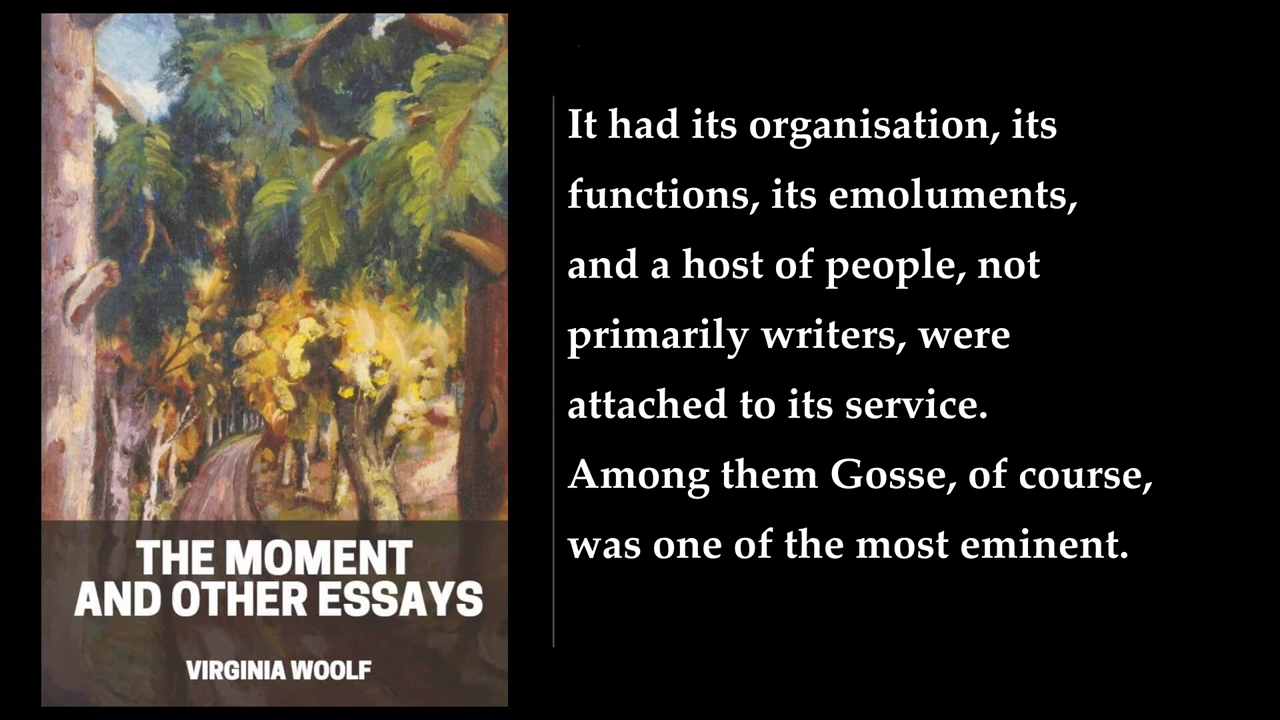 THE MOMENT
AND OTHER ESSAYS
VIRGINIA WOOLF
It had its organisation, its
functions, its emoluments,
and a host of people, not
primarily writers, were
attached to its service.
Among them Gosse, of course,
was one of the most eminent.